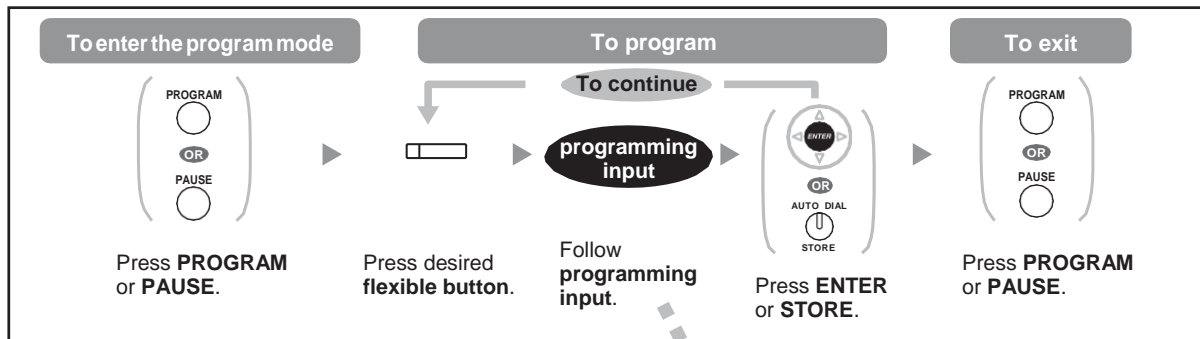 To enter the program mode
To program
To exit
To continue
PROGRAM
OR
PAUSE
programming
input
ENTER
OR
AUTO DIAL
STORE
PROGRAM
OR
PAUSE
Press PROGRAM
or PAUSE.
Press desired
flexible button.
Follow
programming
input.
Press ENTER
or STORE.
Press PROGRAM
or PAUSE.